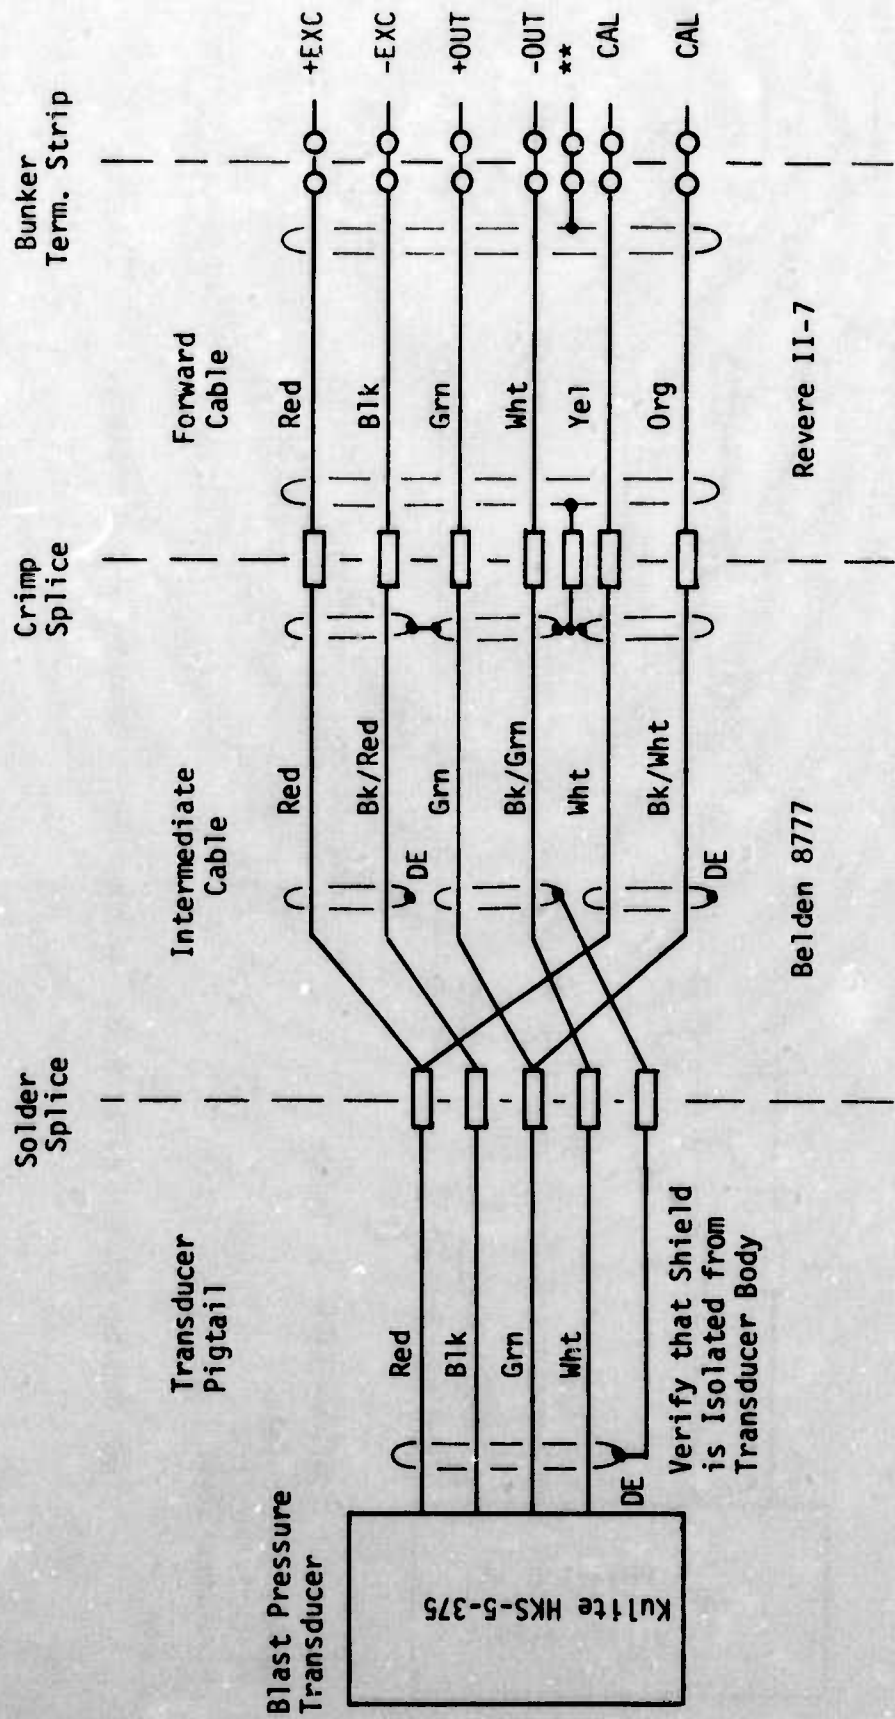 Blast Pressure
Transducer
Kulite HKS-5-375
Transducer
Pigtail
Red
Blk
Grn
Wht
DE
Verify that Shield
is Isolated from
Transducer Body
Solder
Splice
Intermediate
Cable
Red
Bk/Red
DE
Grn
Bk/Grn
Wht
Bk/Wht
DE
Belden 8777
Crimp
Splice
Forward
Cable
Red
Blk
Grn
Wht
Yel
Org
Revere II-7
Bunker
Term. Strip
+EXC
-EXC
+OUT
-OUT
**
CAL
CAL